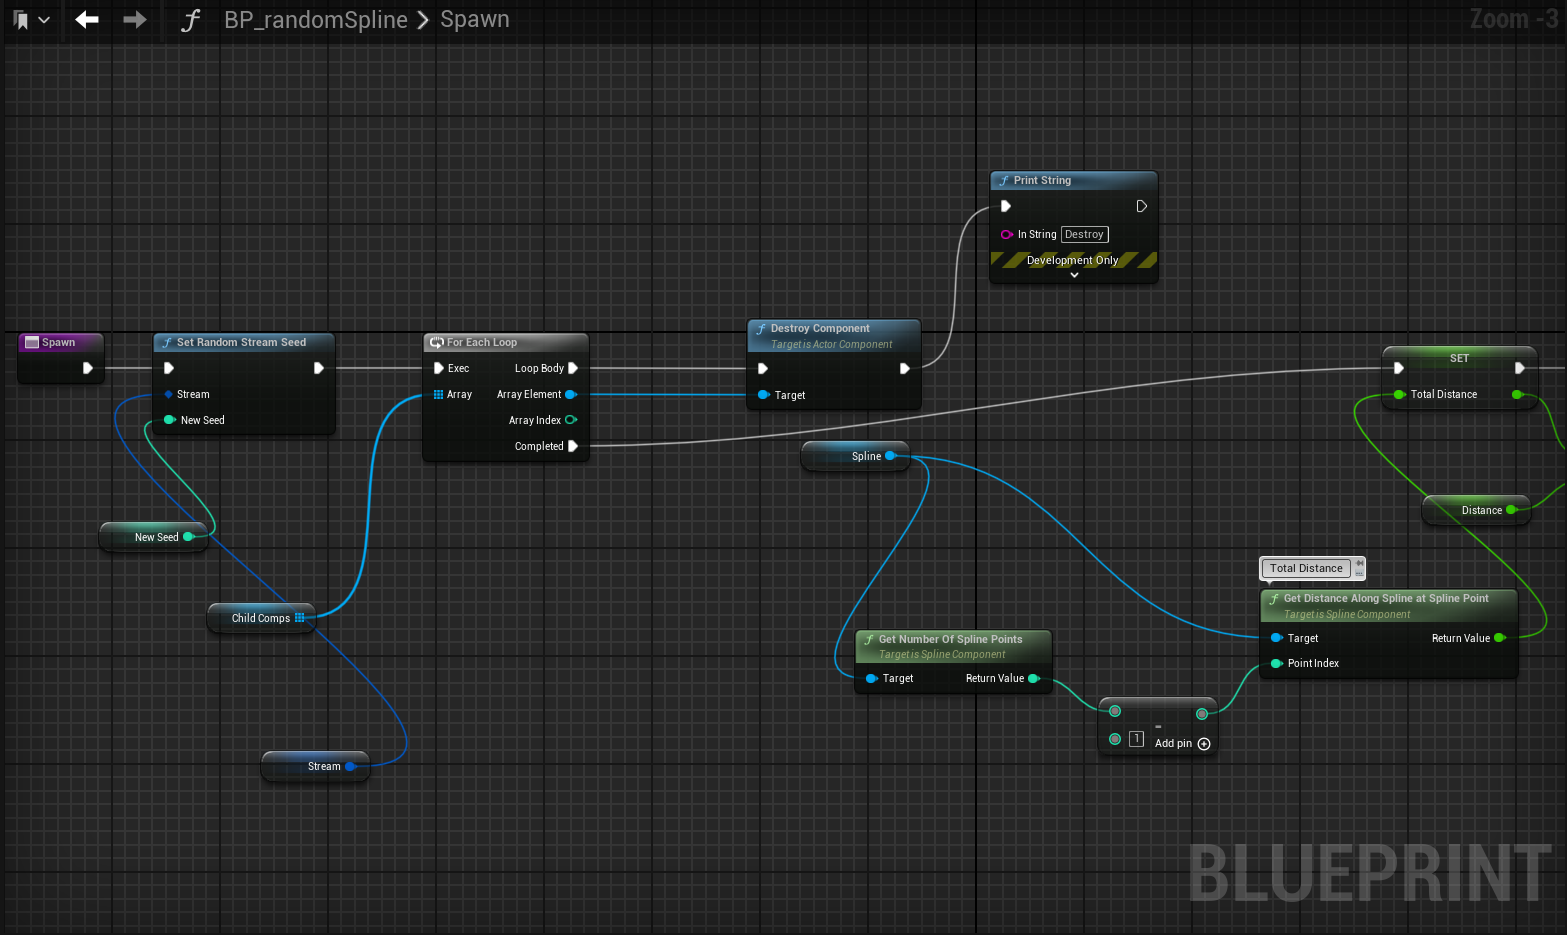 BP_randomSpline > Spawn
Zoom -3
Print String
In String Destroy
Development Only
Spawn
Set Random Stream Seed
Stream
New Seed
For Each Loop
Exec Loop Body
Array Array Element
Array Index
Completed
Destroy Component
Target is Actor Component
Target
SET
Total Distance
Spline
Distance
New Seed
Total Distance
Get Distance Along Spline at Spline Point
Target is Spline Component
Target Return Value
Point Index
Child Comps
Get Number Of Spline Points
Target is Spline Component
Target Return Value
-
1 Add pin
Stream
BLUEPRINT